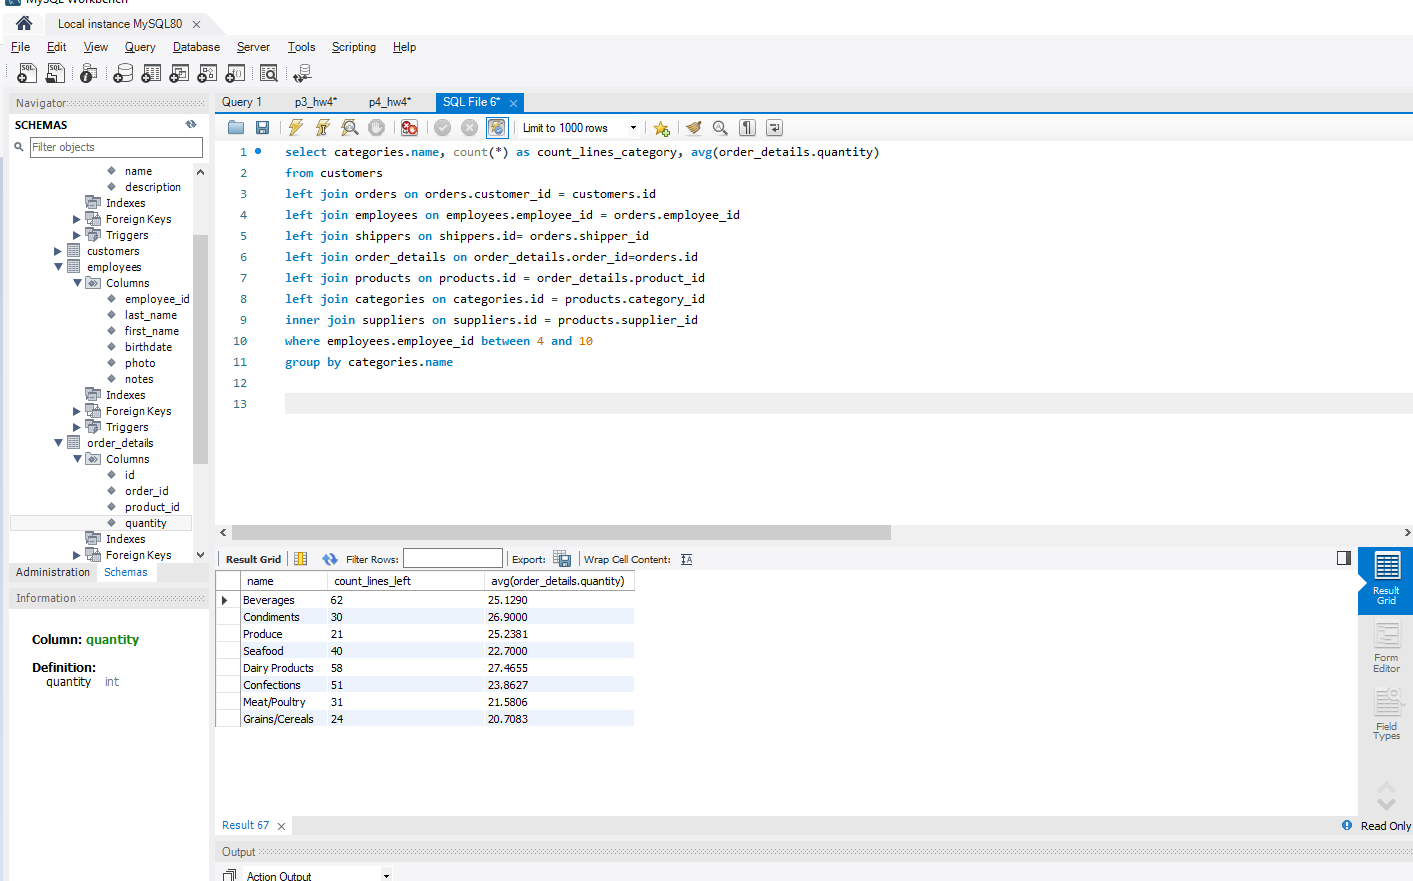 MySQL Workbench
Local instance MySQL80
File Edit View Query Database Server Tools Scripting Help
Navigator
SCHEMAS
Filter objects
name
description
Indexes
Foreign Keys
Triggers
customers
employees
Columns
employee_id
last_name
first_name
birthdate
photo
notes
Indexes
Foreign Keys
Triggers
order_details
Columns
id
order_id
product_id
quantity
Indexes
Foreign Keys
Administration Schemas
Information
Column: quantity
Definition:
quantity int
Query 1 p3_hw4* p4_hw4* SQL File 6*
Limit to 1000 rows
1 select categories.name, count(*) as count_lines_category, avg(order_details.quantity)
2 from customers
3 left join orders on orders.customer_id = customers.id
4 left join employees on employees.employee_id = orders.employee_id
5 left join shippers on shippers.id= orders.shipper_id
6 left join order_details on order_details.order_id=orders.id
7 left join products on products.id = order_details.product_id
8 left join categories on categories.id = products.category_id
9 inner join suppliers on suppliers.id = products.supplier_id
10 where employees.employee_id between 4 and 10
11 group by categories.name
12
13
Result Grid Filter Rows: Export: Wrap Cell Content:
name count_lines_left avg(order_details.quantity)
Beverages 62 25.1290
Condiments 30 26.9000
Produce 21 25.2381
Seafood 40 22.7000
Dairy Products 58 27.4655
Confections 51 23.8627
Meat/Poultry 31 21.5806
Grains/Cereals 24 20.7083
Result
Grid
Form
Editor
Field
Types
Result 67
Read Only
Output
Action Output